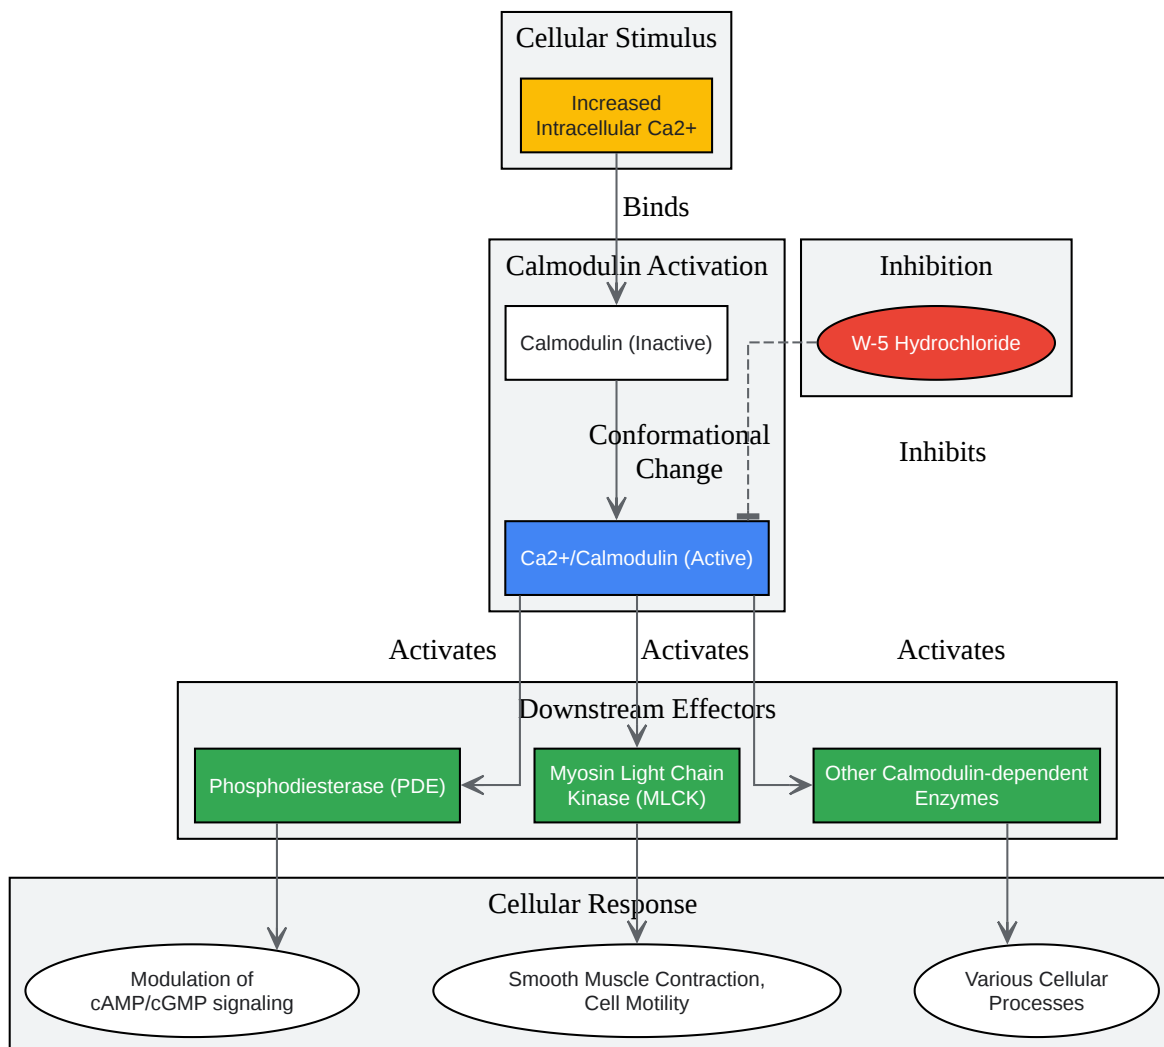 Cellular Stimulus
Increased
Intracellular Ca2+
Binds
Calmodulin Activation
Inhibition
Calmodulin (Inactive)
W-5 Hydrochloride
Conformational
Change
Inhibits
Ca2+/Calmodulin (Active)
Activates
Activates
Activates
Downstream Effectors
Phosphodiesterase (PDE)
Myosin Light Chain
Kinase (MLCK)
Other Calmodulin-dependent
Enzymes
Cellular Response
Modulation of
cAMP/cGMP signaling
Smooth Muscle Contraction,
Cell Motility
Various Cellular
Processes